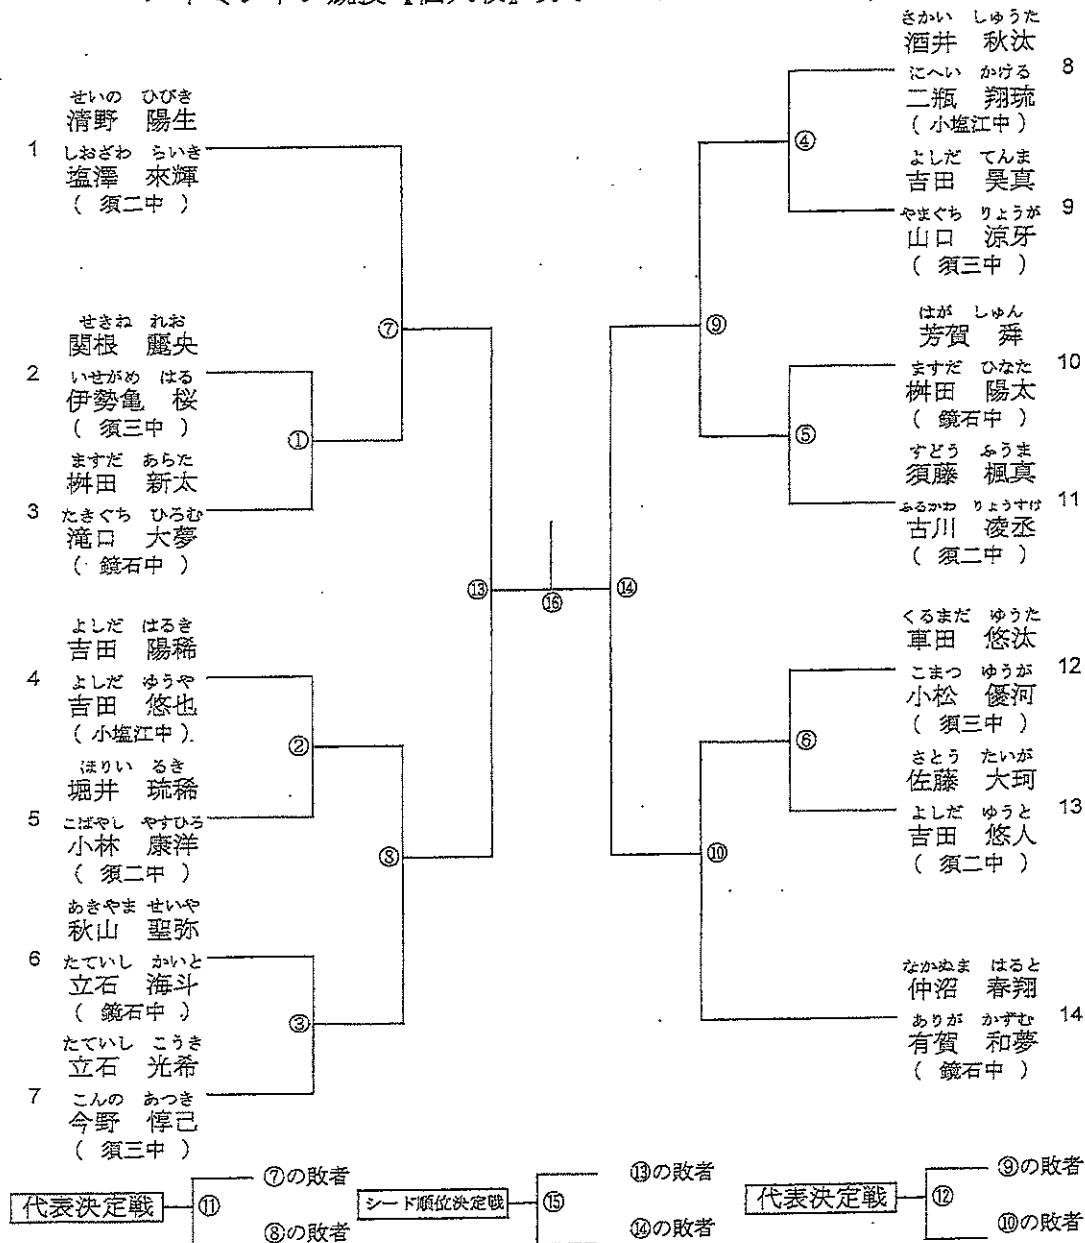 せいの ひびき
清野 陽生
1 しおざわ らいき
塩澤 來輝
( 須二中 )
せきね れお
関根 麗央
2 いせがめ はる
伊勢亀 桜
( 須三中 )
①
ますだ あらた
桝田 新太
3 たきぐち ひろむ
滝口 大夢
( 鏡石中 )
⑦
よしだ はるき
吉田 陽稀
4 よしだ ゆうや
吉田 悠也
( 小塩江中 )
②
ほりい るき
堀井 琉稀
5 こばやし やすひろ
小林 康洋
( 須二中 )
⑧
あきやま せいや
秋山 聖弥
6 たていし かいと
立石 海斗
( 鏡石中 )
③
たていし こうき
立石 光希
7 こんの あつき
今野 惇己
( 須三中 )
⑬
⑯
⑭
さかい しゅうた
酒井 秋汰
にへい かける 8
二瓶 翔琉
( 小塩江中 )
④
よしだ てんま
吉田 昊真
やまぐち りょうが 9
山口 涼牙
( 須三中 )
⑨
はが しゅん
芳賀 舜
ますだ ひなた 10
桝田 陽太
( 鏡石中 )
⑤
すどう ふうま
須藤 楓真
ふるかわ りょうすけ 11
古川 凌丞
( 須二中 )
くるまだ ゆうた
車田 悠汰
こまつ ゆうが 12
小松 優河
( 須三中 )
⑥
さとう たいが
佐藤 大珂
よしだ ゆうと 13
吉田 悠人
( 須二中 )
⑩
なかぬま はると
仲沼 春翔
ありが かずむ 14
有賀 和夢
( 鏡石中 )
代表決定戦 ⑪ ⑦の敗者
⑧の敗者
シード順位決定戦 ⑮ ⑬の敗者
⑭の敗者
代表決定戦 ⑫ ⑨の敗者
⑩の敗者